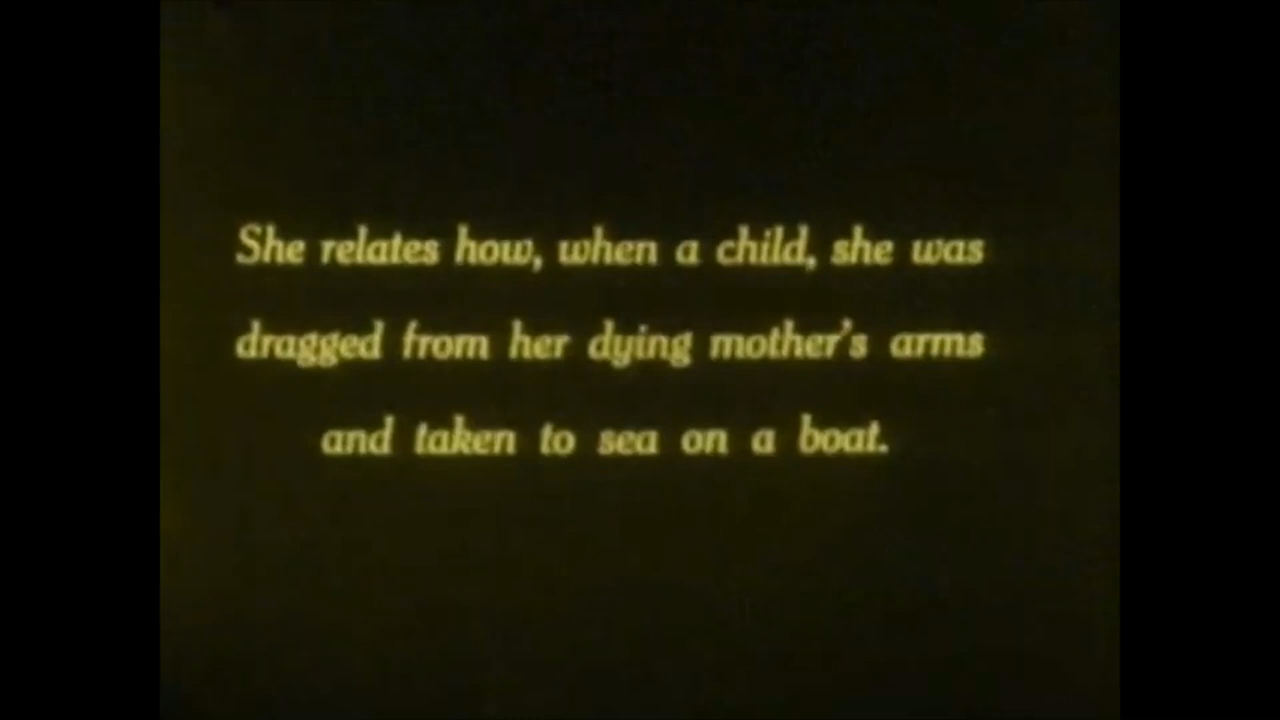 She relates how, when a child, she was
dragged from her dying mother's arms
and taken to sea on a boat.